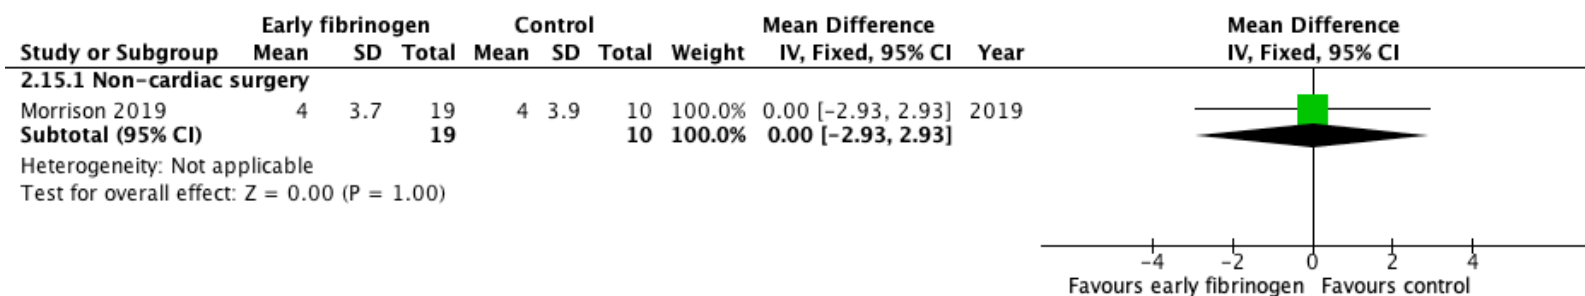 Early fibrinogen Control Mean Difference Mean Difference
Study or Subgroup Mean SD Total Mean SD Total Weight IV, Fixed, 95% CI Year IV, Fixed, 95% CI
2.15.1 Non-cardiac surgery
Morrison 2019 4 3.7 19 4 3.9 10 100.0% 0.00 [-2.93, 2.93] 2019
Subtotal (95% CI) 19 10 100.0% 0.00 [-2.93, 2.93]
Heterogeneity: Not applicable
Test for overall effect: Z = 0.00 (P = 1.00)
-4 -2 0 2 4
Favours early fibrinogen Favours control